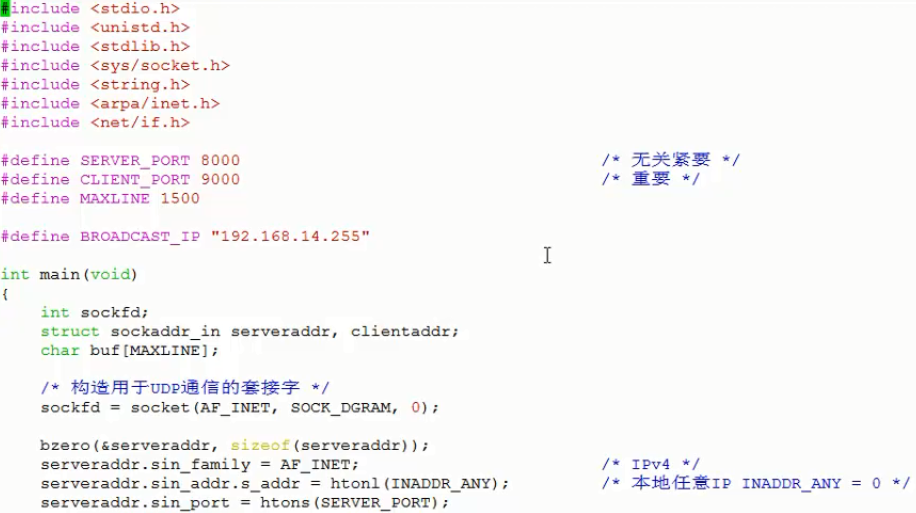 #include <stdio.h>
#include <unistd.h>
#include <stdlib.h>
#include <sys/socket.h>
#include <string.h>
#include <arpa/inet.h>
#include <net/if.h>
#define SERVER_PORT 8000 /* 无关紧要 */
#define CLIENT_PORT 9000 /* 重要 */
#define MAXLINE 1500
#define BROADCAST_IP "192.168.14.255"
int main(void)
{
    int sockfd;
    struct sockaddr_in serveraddr, clientaddr;
    char buf[MAXLINE];
    /* 构造用于UDP通信的套接字 */
    sockfd = socket(AF_INET, SOCK_DGRAM, 0);
    bzero(&serveraddr, sizeof(serveraddr));
    serveraddr.sin_family = AF_INET; /* IPv4 */
    serveraddr.sin_addr.s_addr = htonl(INADDR_ANY); /* 本地任意IP INADDR_ANY = 0 */
    serveraddr.sin_port = htons(SERVER_PORT);